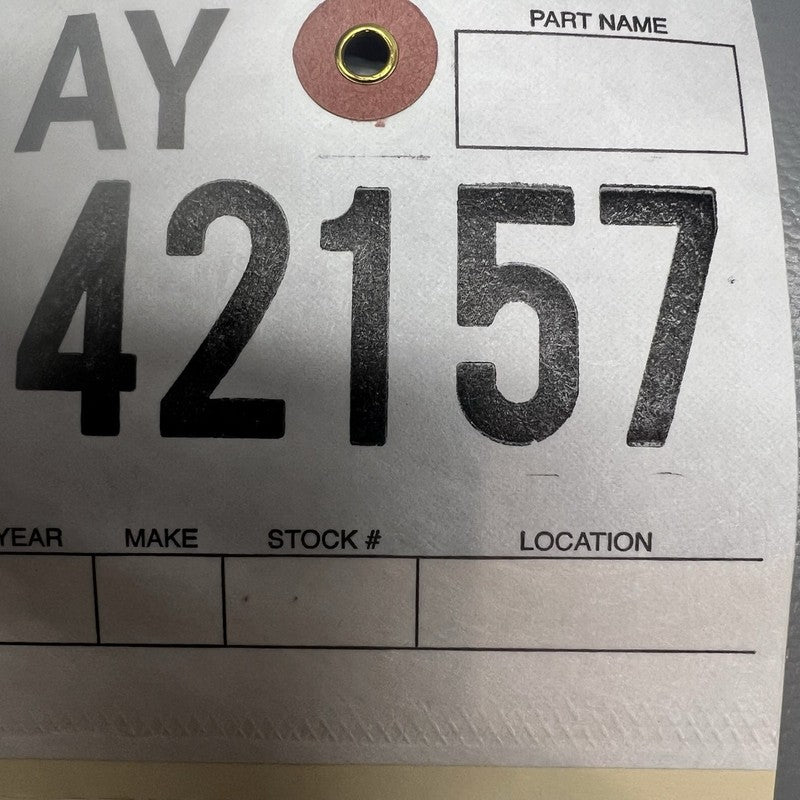 AY
PART NAME
42157
YEAR MAKE STOCK # LOCATION